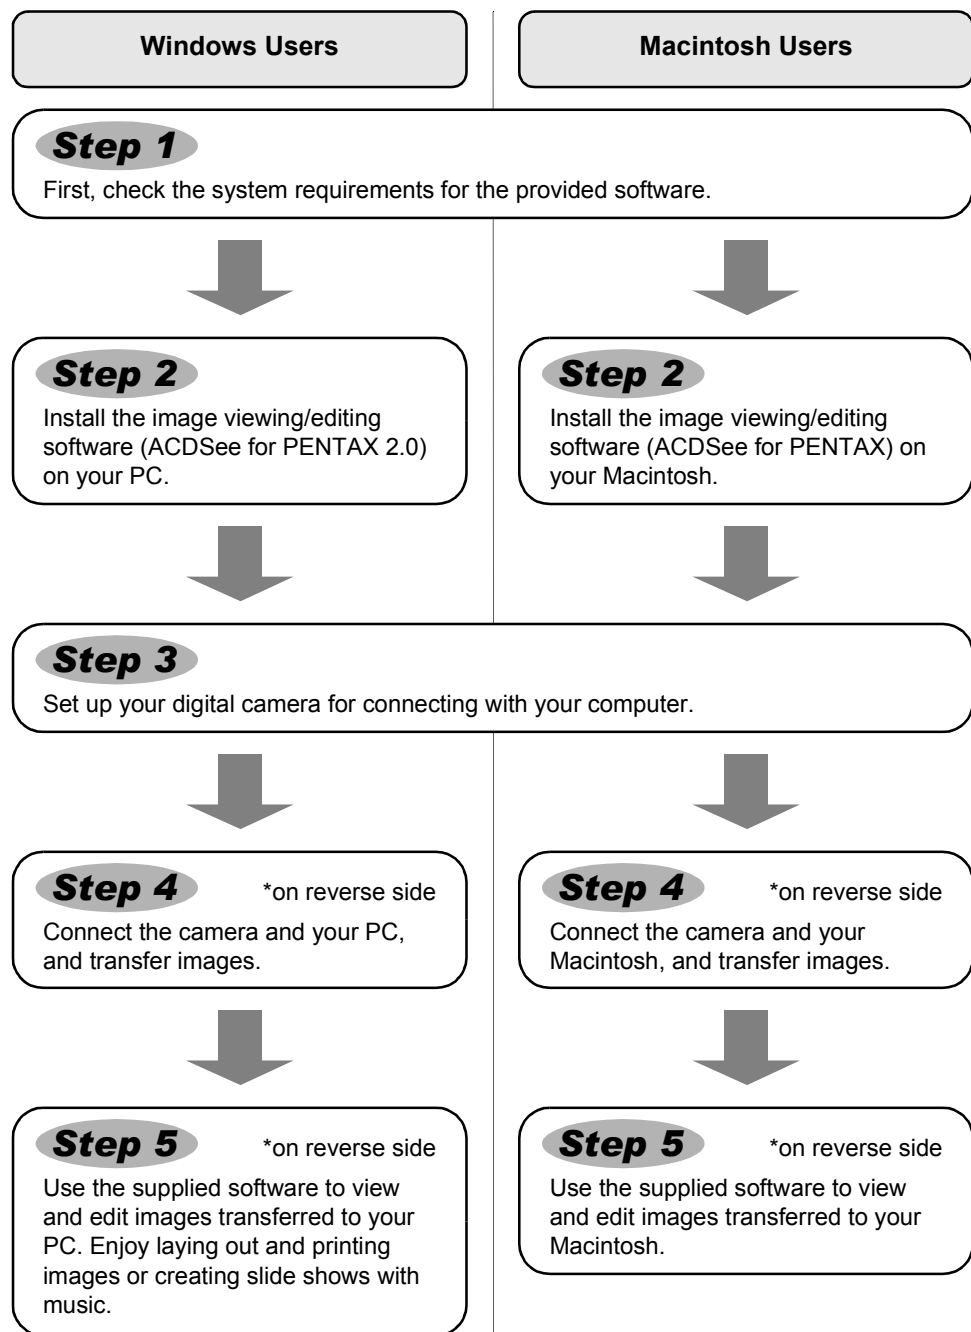 Windows Users
Macintosh Users
Step 1
First, check the system requirements for the provided software.
Step 2
Install the image viewing/editing
software (ACDSee for PENTAX 2.0)
on your PC.
Step 2
Install the image viewing/editing
software (ACDSee for PENTAX) on
your Macintosh.
Step 3
Set up your digital camera for connecting with your computer.
Step 4
*on reverse side
Connect the camera and your PC,
and transfer images.
Step 4
*on reverse side
Connect the camera and your
Macintosh, and transfer images.
Step 5
*on reverse side
Use the supplied software to view
and edit images transferred to your
PC. Enjoy laying out and printing
images or creating slide shows with
music.
Step 5
*on reverse side
Use the supplied software to view
and edit images transferred to your
Macintosh.